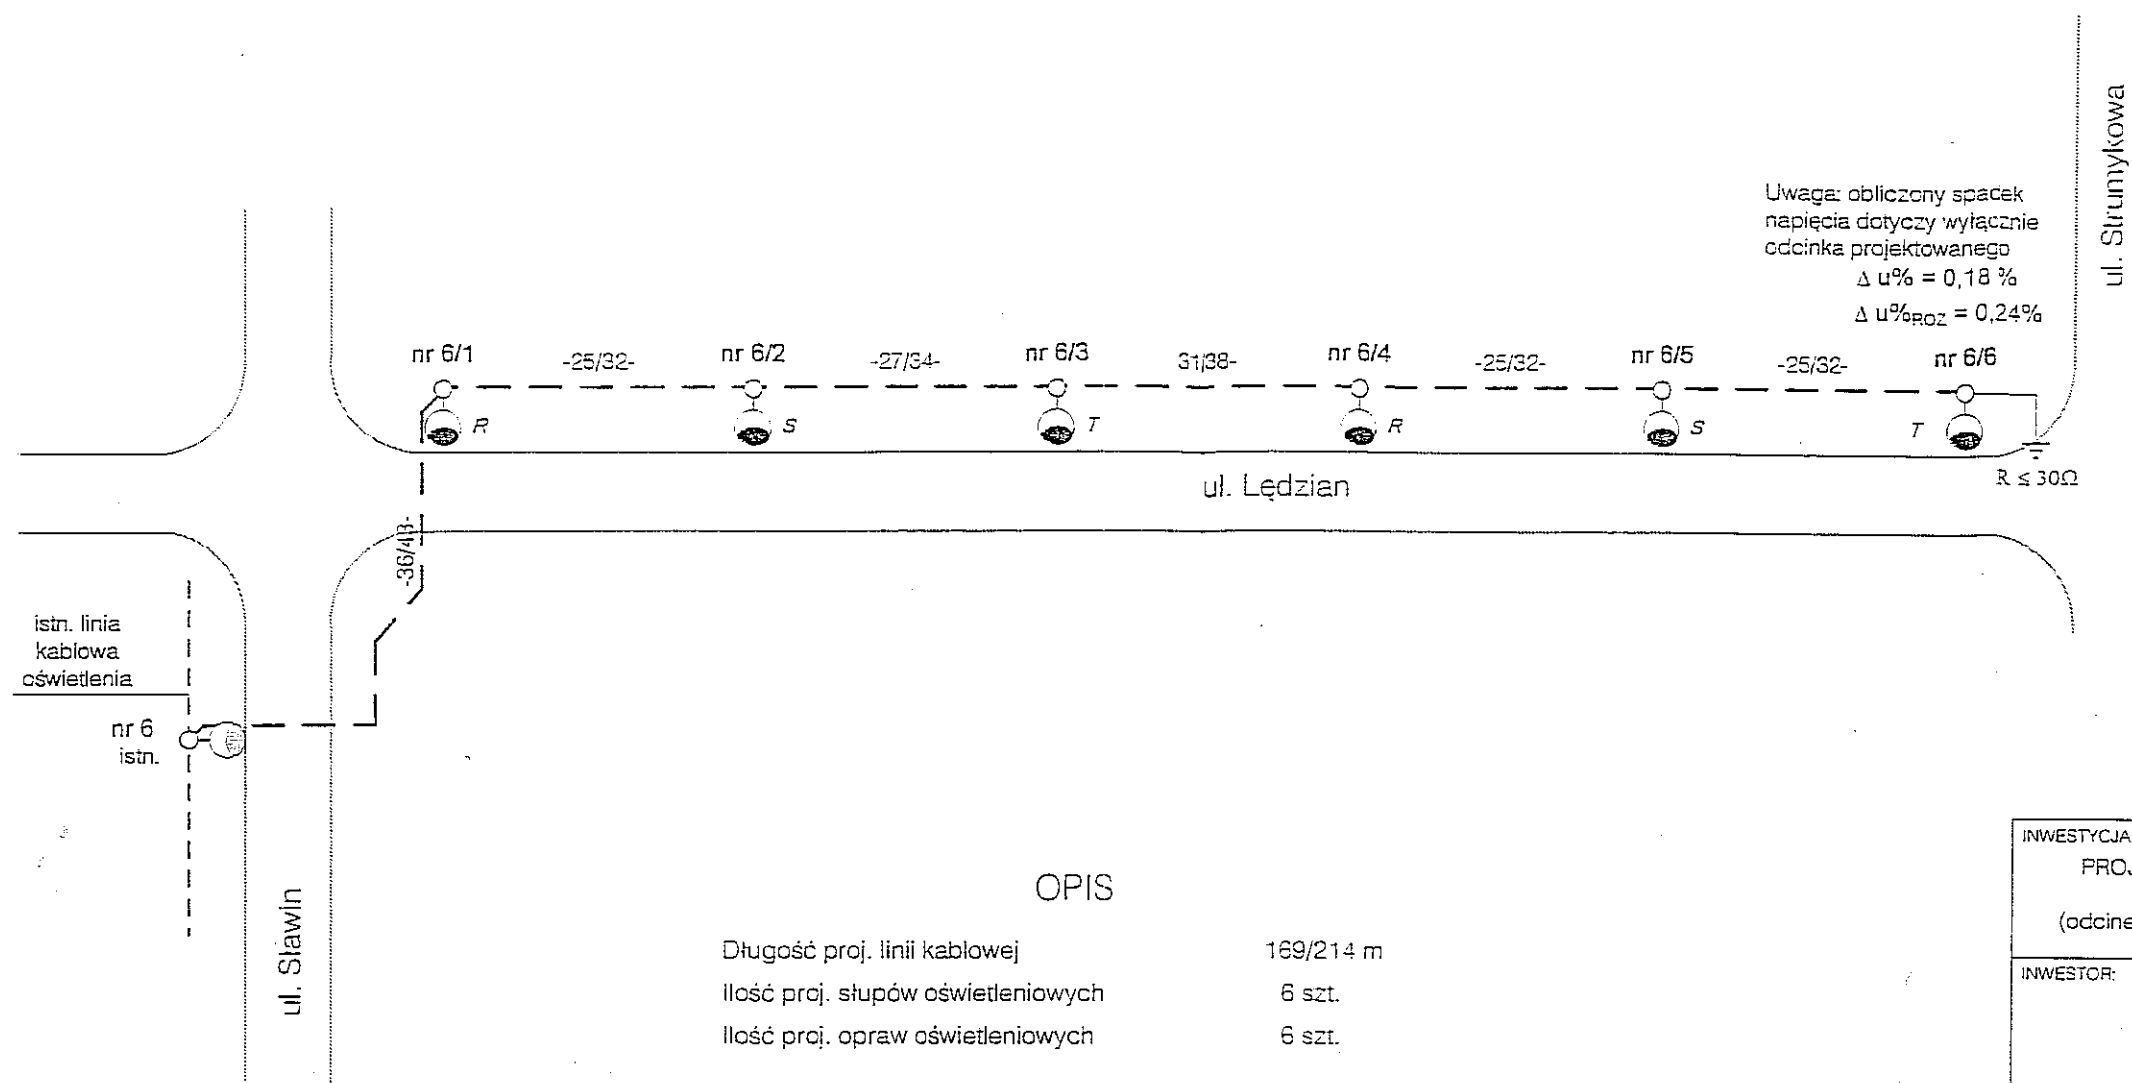 ul. Strumykowa
Uwaga: obliczony spadek
napięcia dotyczy wyłącznie
odcinka projektowanego
Δ u% = 0,18 %
Δ u%ROZ = 0,24%
nr 6/1
-25/32-
nr 6/2
-27/34-
nr 6/3
31/38-
nr 6/4
-25/32-
nr 6/5
-25/32-
nr 6/6
R
S
T
R
S
T
R ≤ 30Ω
ul. Lędzian
istn. linia
kablowa
oświetlenia
nr 6
istn.
ul. Sławin
OPIS
Długość proj. linii kablowej 169/214 m
Ilość proj. słupów oświetleniowych 6 szt.
Ilość proj. opraw oświetleniowych 6 szt.
INWESTYCJA
PROJ
(odcine
INWESTOR: